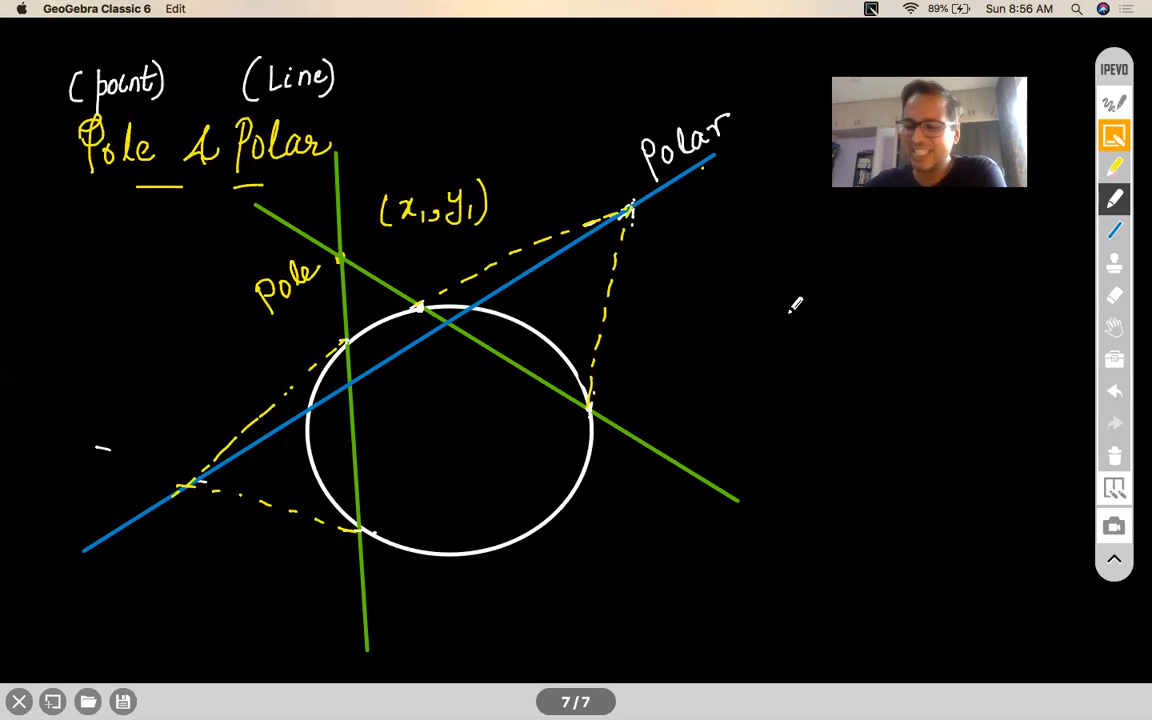 GeoGebra Classic 6 Edit 89% Sun 8:56 AM
(point) (Line)
Pole & Polar
Polar
(x₁, y₁)
Pole
IPEVO
7/7